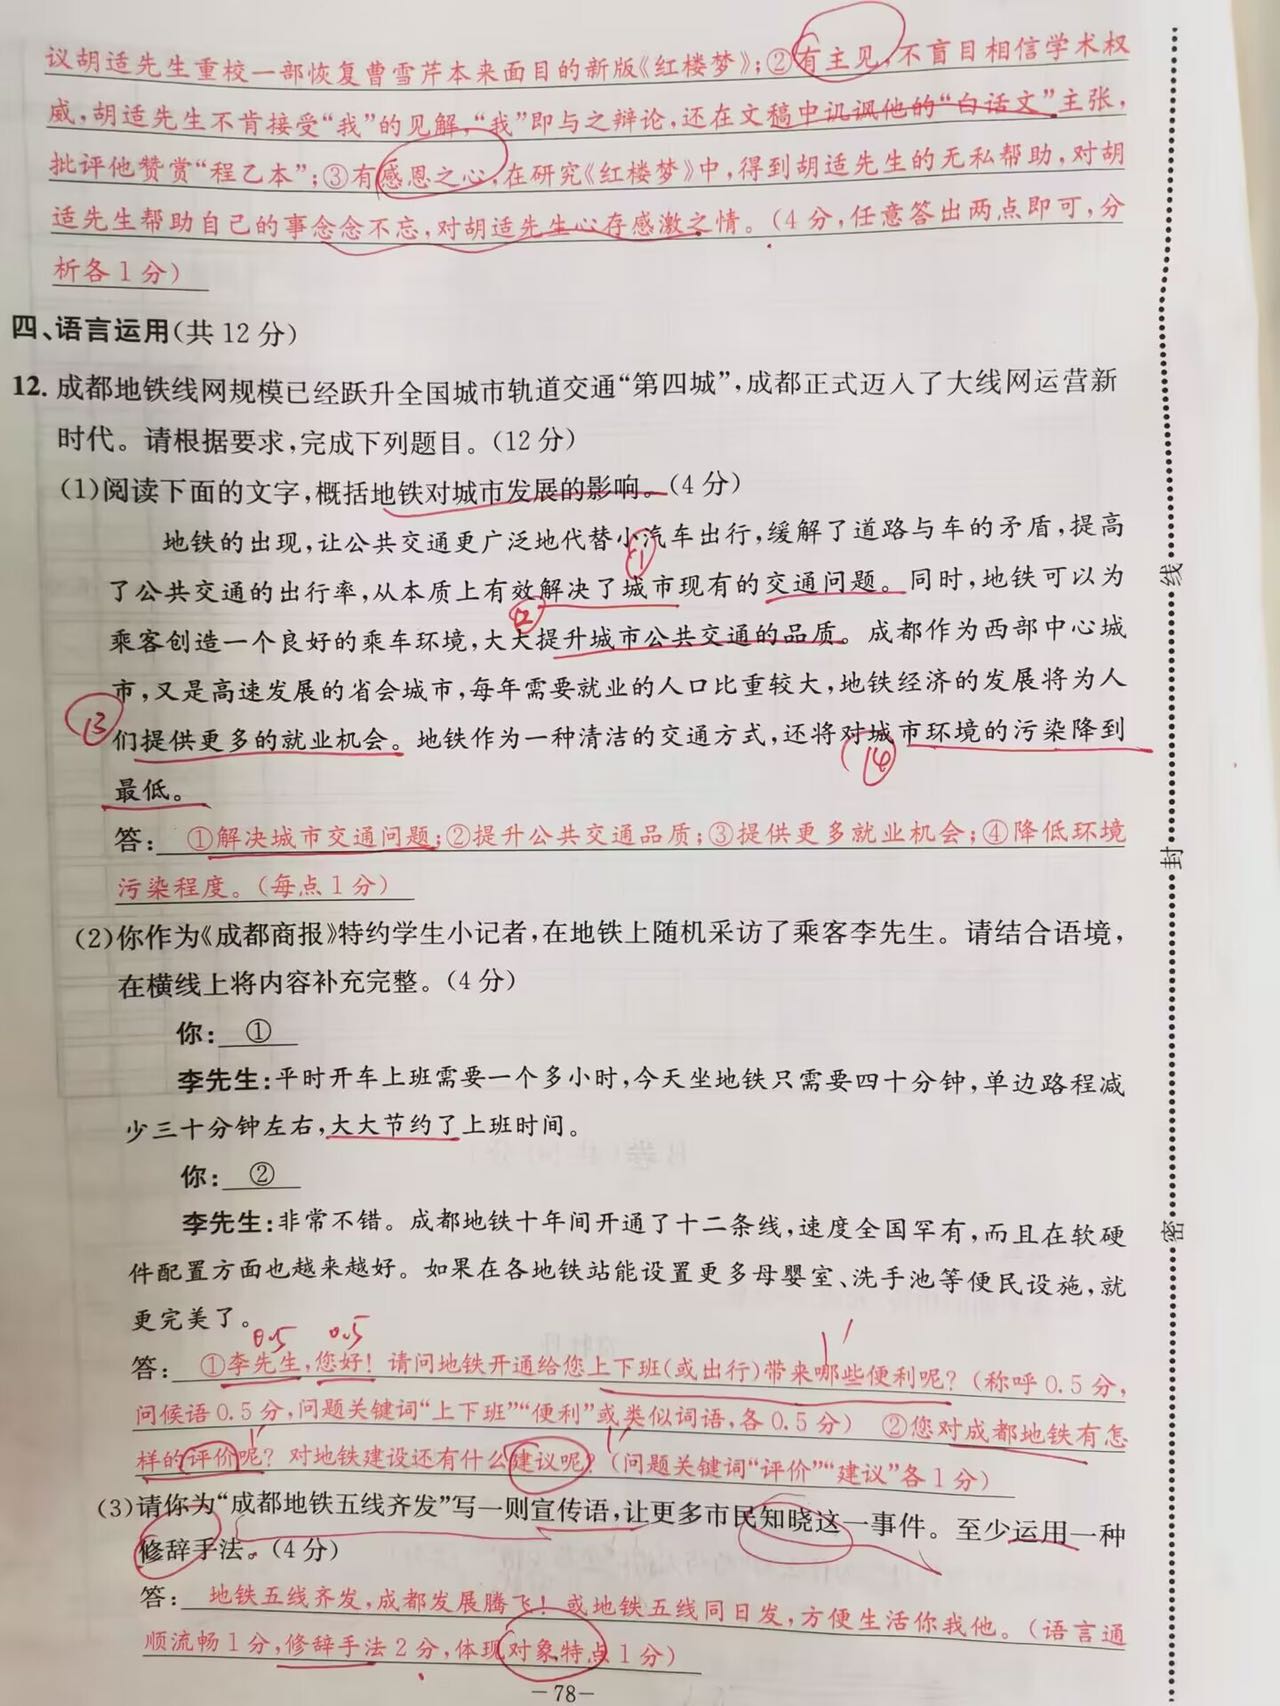 议胡适先生重校一部恢复曹雪芹本来面目的新版《红楼梦》；②有主见，不盲目相信学术权
威，胡适先生不肯接受“我”的见解，“我”即与之辩论，还在文稿中讥讽他的“白话文”主张，
批评他赞赏“程乙本”；③有感恩之心，在研究《红楼梦》中，得到胡适先生的无私帮助，对胡
适先生帮助自己的事念念不忘，对胡适先生心存感激之情。（4分，任意答出两点即可，分
析各1分）
四、语言运用（共12分）
12. 成都地铁线网规模已经跃升全国城市轨道交通“第四城”，成都正式迈入了大线网运营新
时代。请根据要求，完成下列题目。（12分）
（1）阅读下面的文字，概括地铁对城市发展的影响。（4分）
地铁的出现，让公共交通更广泛地代替小汽车出行，缓解了道路与车的矛盾，提高
①
了公共交通的出行率，从本质上有效解决了城市现有的交通问题。同时，地铁可以为
②
乘客创造一个良好的乘车环境，大大提升城市公共交通的品质。成都作为西部中心城
市，又是高速发展的省会城市，每年需要就业的人口比重较大，地铁经济的发展将为人
③
们提供更多的就业机会。地铁作为一种清洁的交通方式，还将对城市环境的污染降到
④
最低。
答：①解决城市交通问题；②提升公共交通品质；③提供更多就业机会；④降低环境
污染程度。（每点1分）
（2）你作为《成都商报》特约学生小记者，在地铁上随机采访了乘客李先生。请结合语境，
在横线上将内容补充完整。（4分）
你：①
李先生：平时开车上班需要一个多小时，今天坐地铁只需要四十分钟，单边路程减
少三十分钟左右，大大节约了上班时间。
你：②
李先生：非常不错。成都地铁十年间开通了十二条线，速度全国罕有，而且在软硬
件配置方面也越来越好。如果在各地铁站能设置更多母婴室、洗手池等便民设施，就
更完美了。
0.5 0.5
答：①李先生，您好！请问地铁开通给您上下班（或出行）带来哪些便利呢？（称呼0.5分，
问候语0.5分，问题关键词“上下班”“便利”或类似词语，各0.5分） ②您对成都地铁有怎
样的评价呢？对地铁建设还有什么建议呢？（问题关键词“评价”“建议”各1分）
（3）请你为“成都地铁五线齐发”写一则宣传语，让更多市民知晓这一事件。至少运用一种
修辞手法。（4分）
答：地铁五线齐发，成都发展腾飞！或地铁五线同日发，方便生活你我他。（语言通
顺流畅1分，修辞手法2分，体现对象特点1分）
—78—
线
封
密